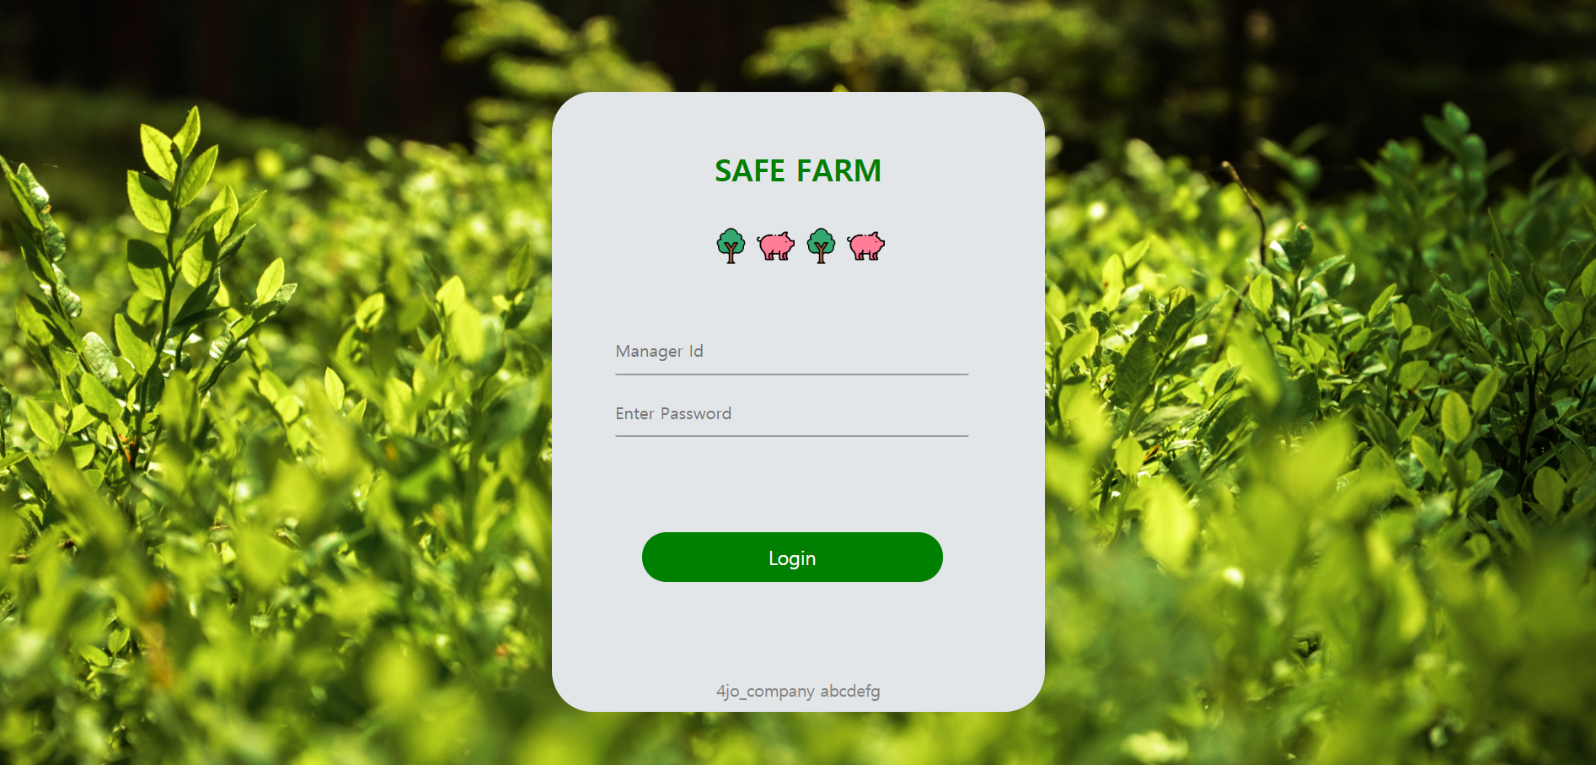 SAFE FARM
Manager Id
Enter Password
Login
4jo_company abcdefg